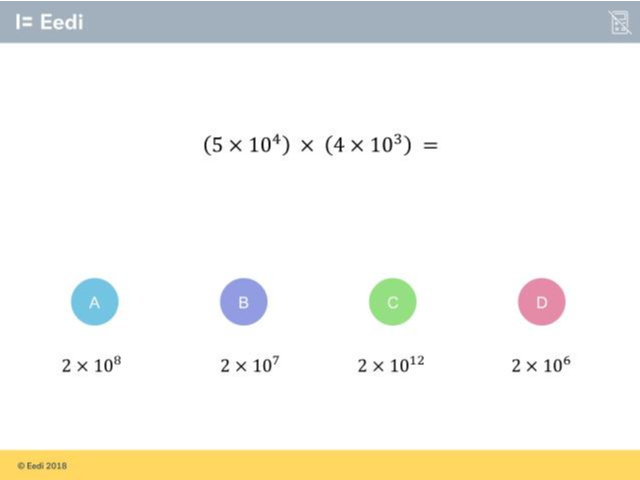 Eedi
(5 × 10⁴) × (4 × 10³) =
A
B
C
D
2 × 10⁸
2 × 10⁷
2 × 10¹²
2 × 10⁶
© Eedi 2018